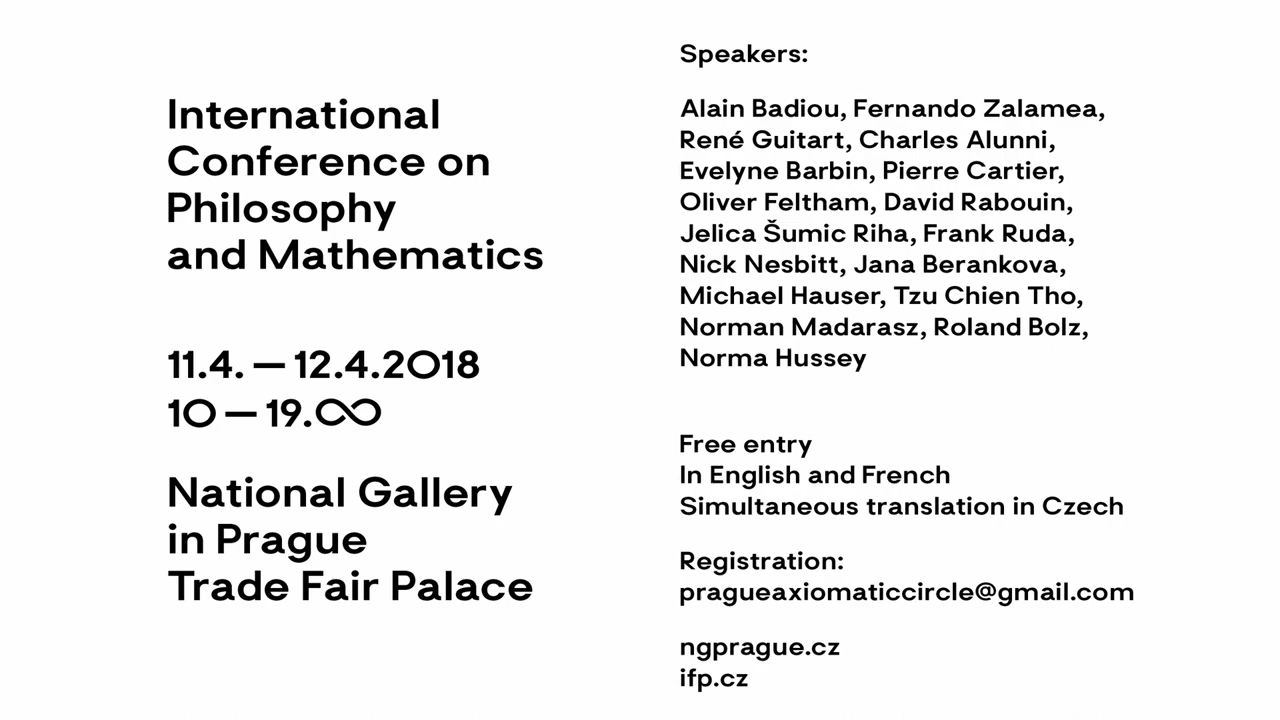 International
Conference on
Philosophy
and Mathematics
11.4. — 12.4.2018
10 — 19.∞
National Gallery
in Prague
Trade Fair Palace
Speakers:
Alain Badiou, Fernando Zalamea,
René Guitart, Charles Alunni,
Evelyne Barbin, Pierre Cartier,
Oliver Feltham, David Rabouin,
Jelica Šumic Riha, Frank Ruda,
Nick Nesbitt, Jana Berankova,
Michael Hauser, Tzu Chien Tho,
Norman Madarasz, Roland Bolz,
Norma Hussey
Free entry
In English and French
Simultaneous translation in Czech
Registration:
pragueaxiomaticcircle@gmail.com
ngprague.cz
ifp.cz